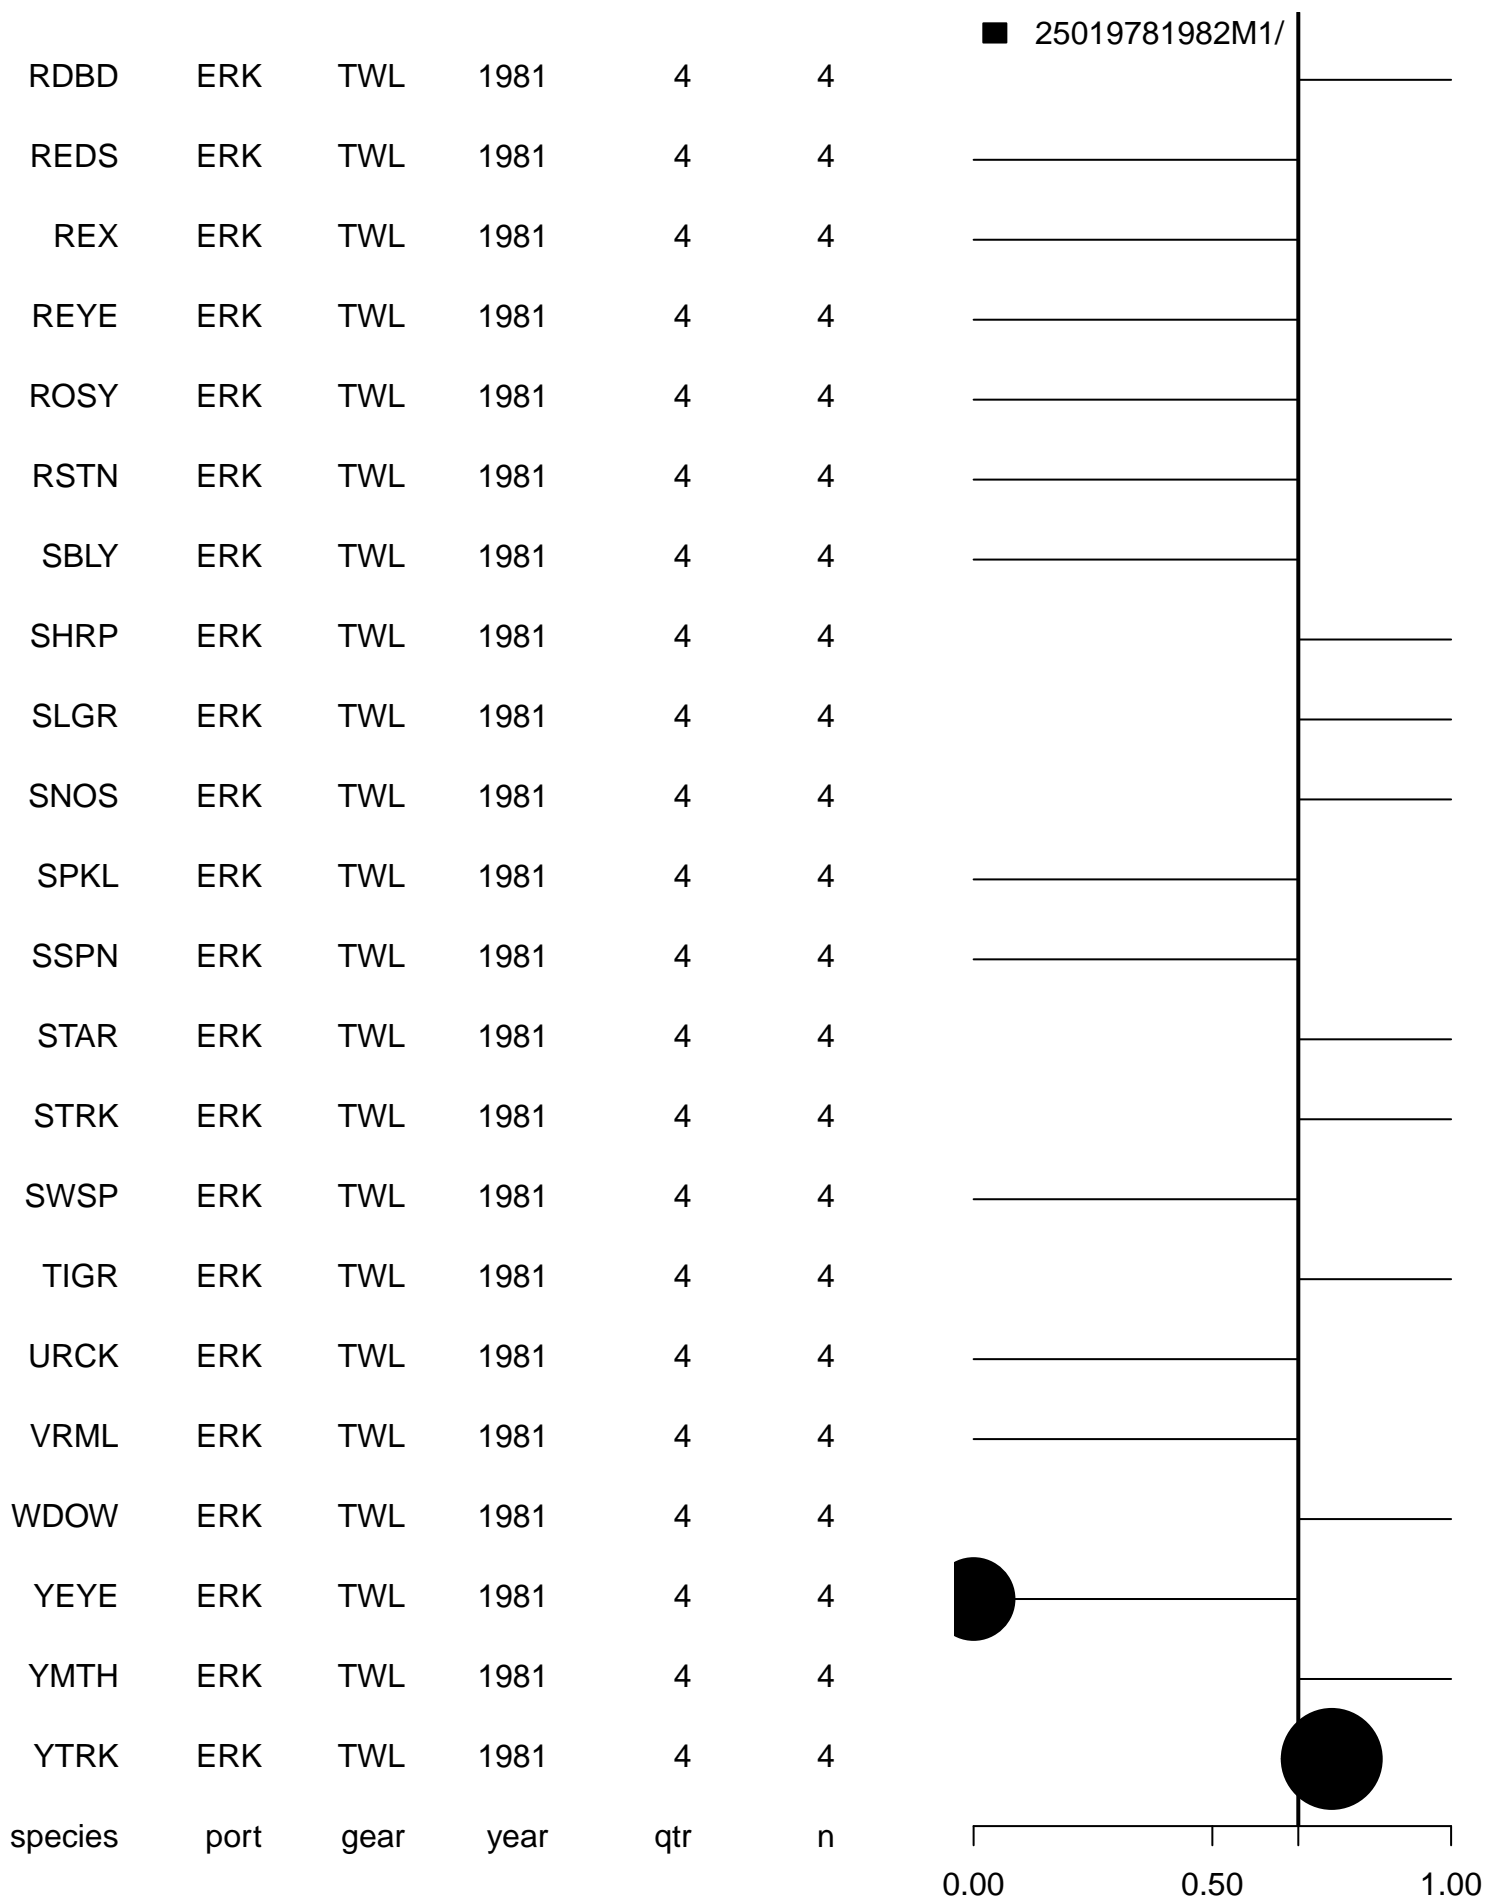 25019781982M1/
RDBD ERK TWL 1981 4 4
REDS ERK TWL 1981 4 4
REX ERK TWL 1981 4 4
REYE ERK TWL 1981 4 4
ROSY ERK TWL 1981 4 4
RSTN ERK TWL 1981 4 4
SBLY ERK TWL 1981 4 4
SHRP ERK TWL 1981 4 4
SLGR ERK TWL 1981 4 4
SNOS ERK TWL 1981 4 4
SPKL ERK TWL 1981 4 4
SSPN ERK TWL 1981 4 4
STAR ERK TWL 1981 4 4
STRK ERK TWL 1981 4 4
SWSP ERK TWL 1981 4 4
TIGR ERK TWL 1981 4 4
URCK ERK TWL 1981 4 4
VRML ERK TWL 1981 4 4
WDOW ERK TWL 1981 4 4
YEYE ERK TWL 1981 4 4
YMTH ERK TWL 1981 4 4
YTRK ERK TWL 1981 4 4
species port gear year qtr n
0.00 0.50 1.00